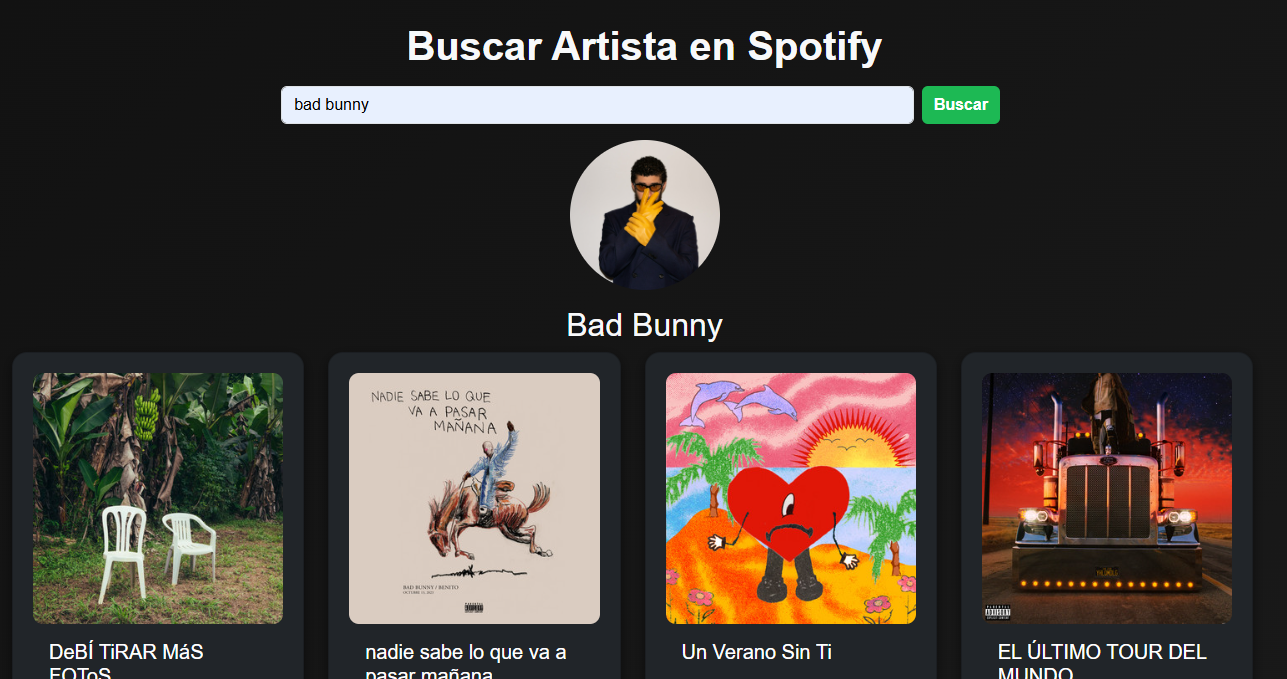 Buscar Artista en Spotify
bad bunny
Buscar
Bad Bunny
NADIE SABE LO QUE
VA A PASAR
MAÑANA
BAD BUNNY / BENITO
DeBÍ TiRAR MáS
FOToS
nadie sabe lo que va a
pasar mañana
Un Verano Sin Ti
EL ÚLTIMO TOUR DEL
MUNDO